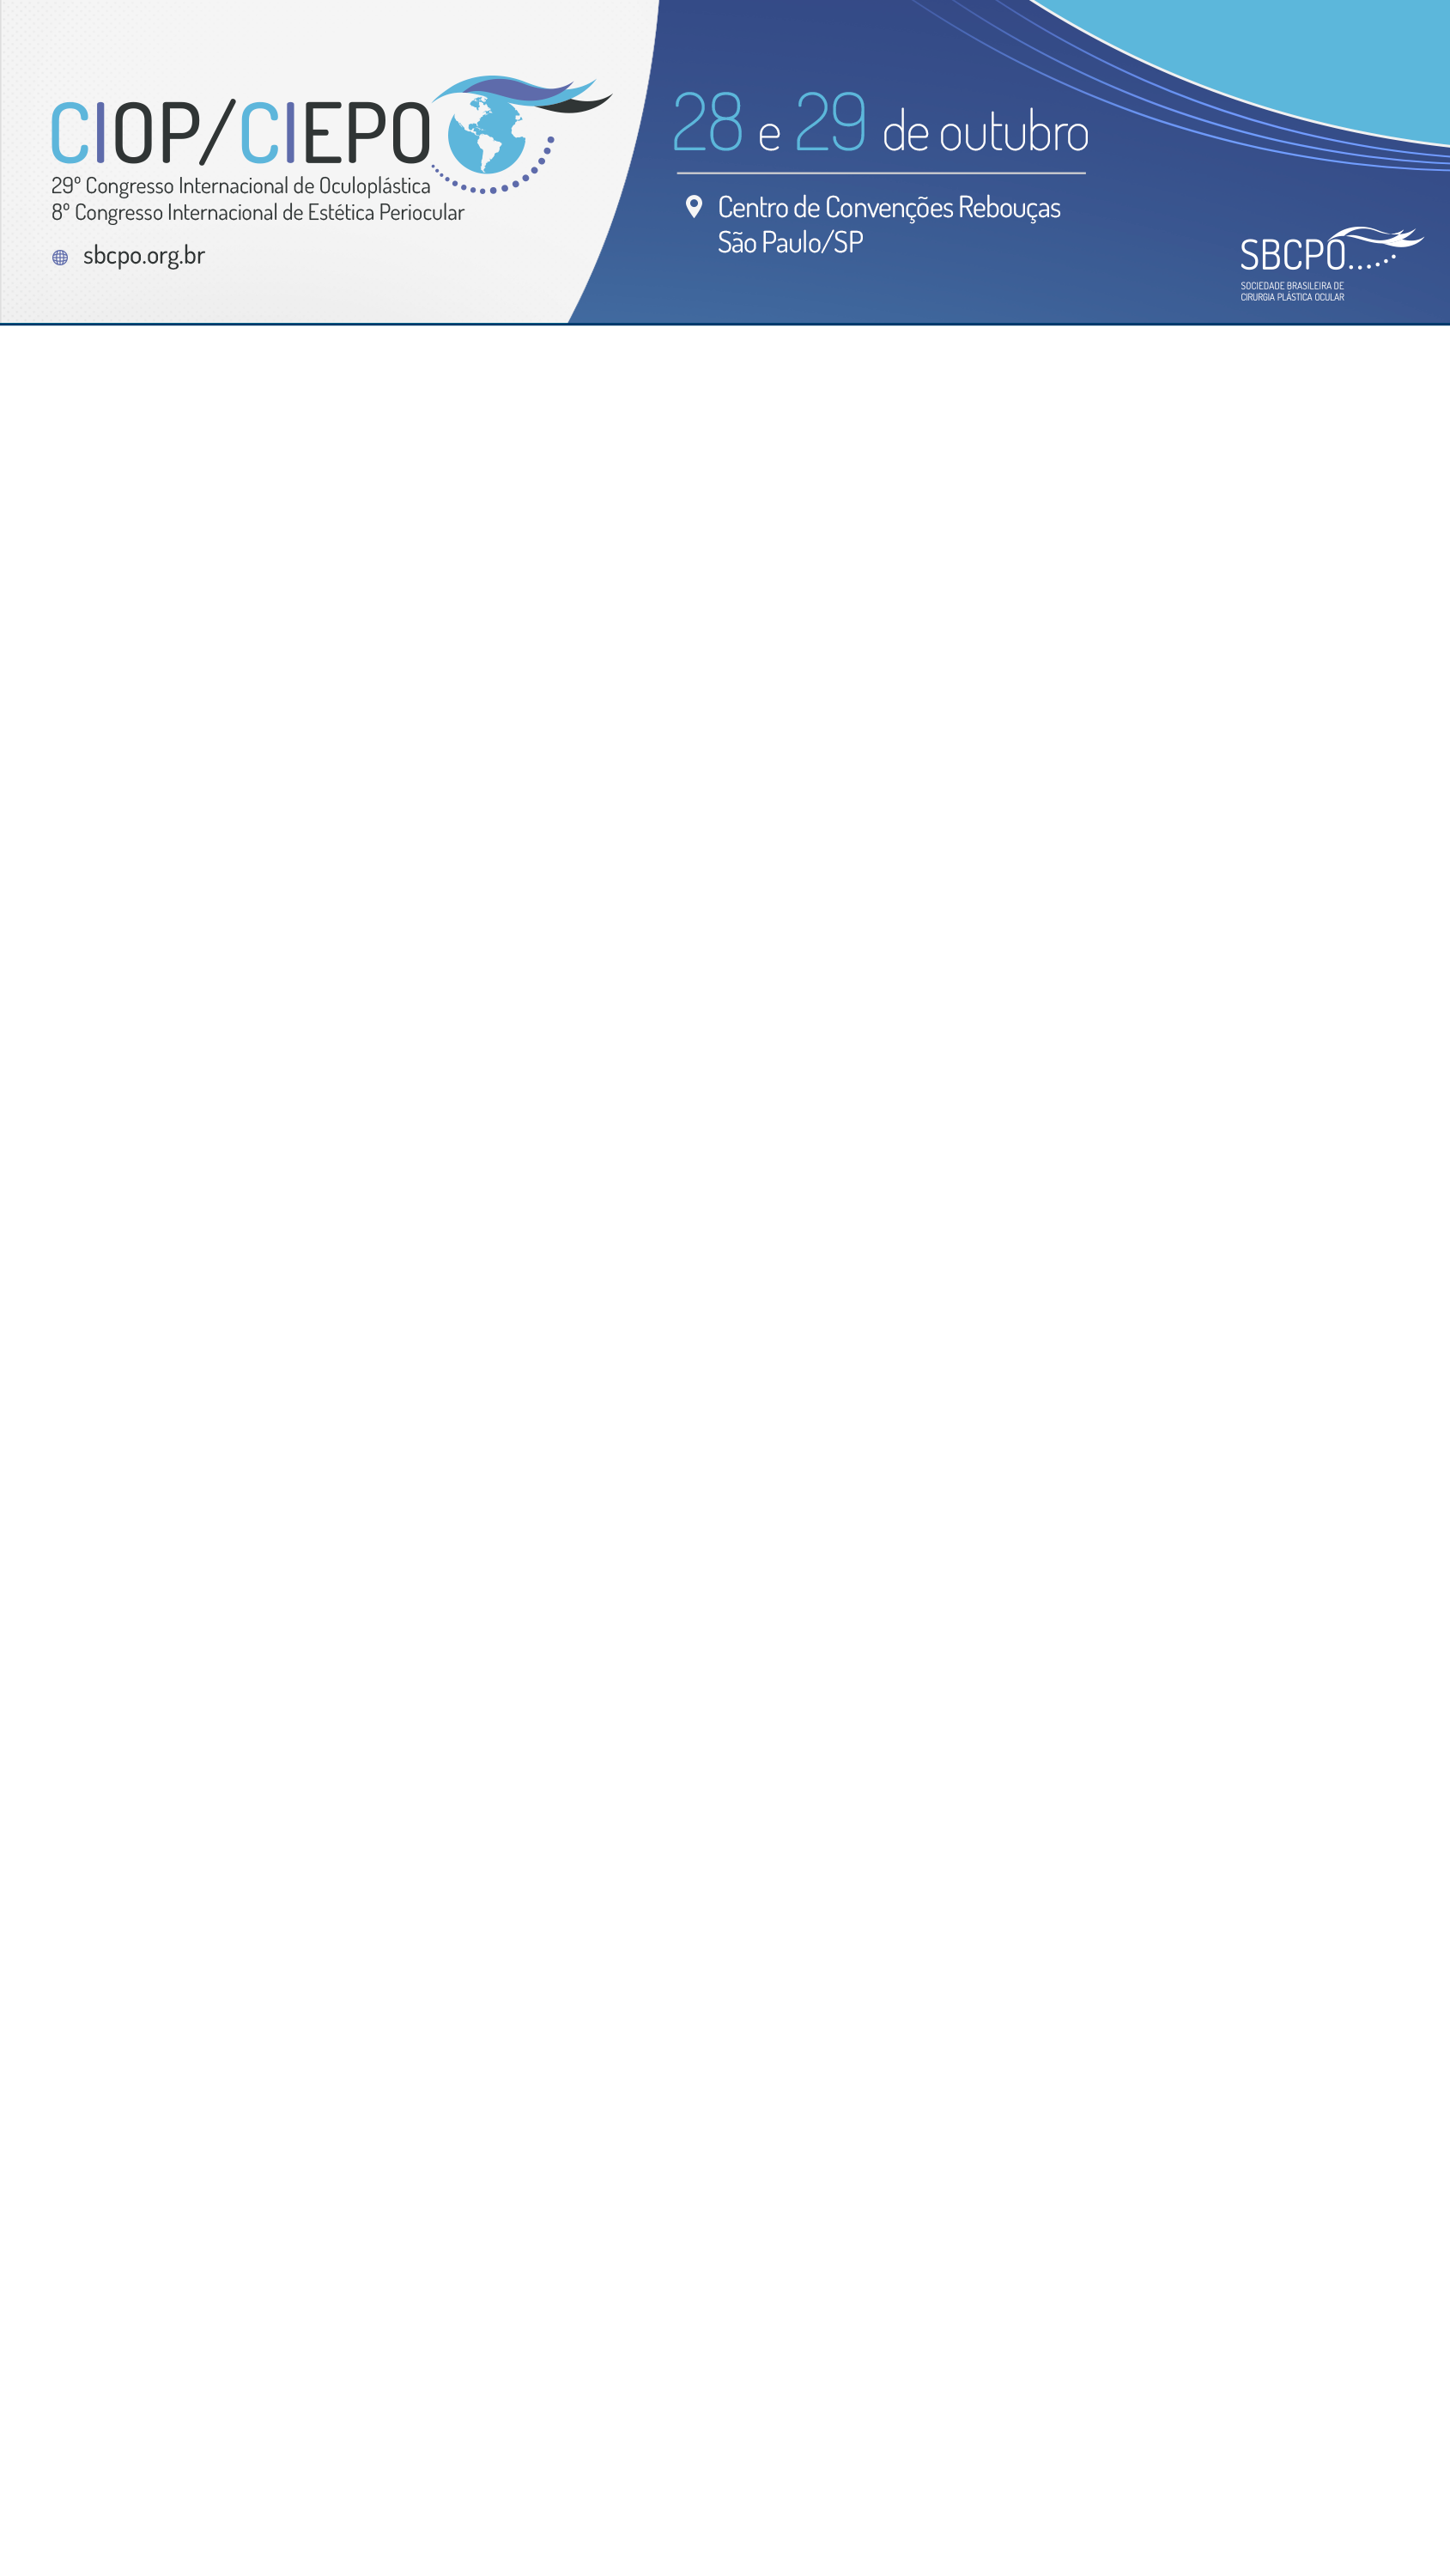 CIOP/CIEPO
29º Congresso Internacional de Oculoplástica
8º Congresso Internacional de Estética Periocular
sbcpo.org.br
28 e 29 de outubro
Centro de Convenções Rebouças
São Paulo/SP
SBCPO
SOCIEDADE BRASILEIRA DE
CIRURGIA PLÁSTICA OCULAR